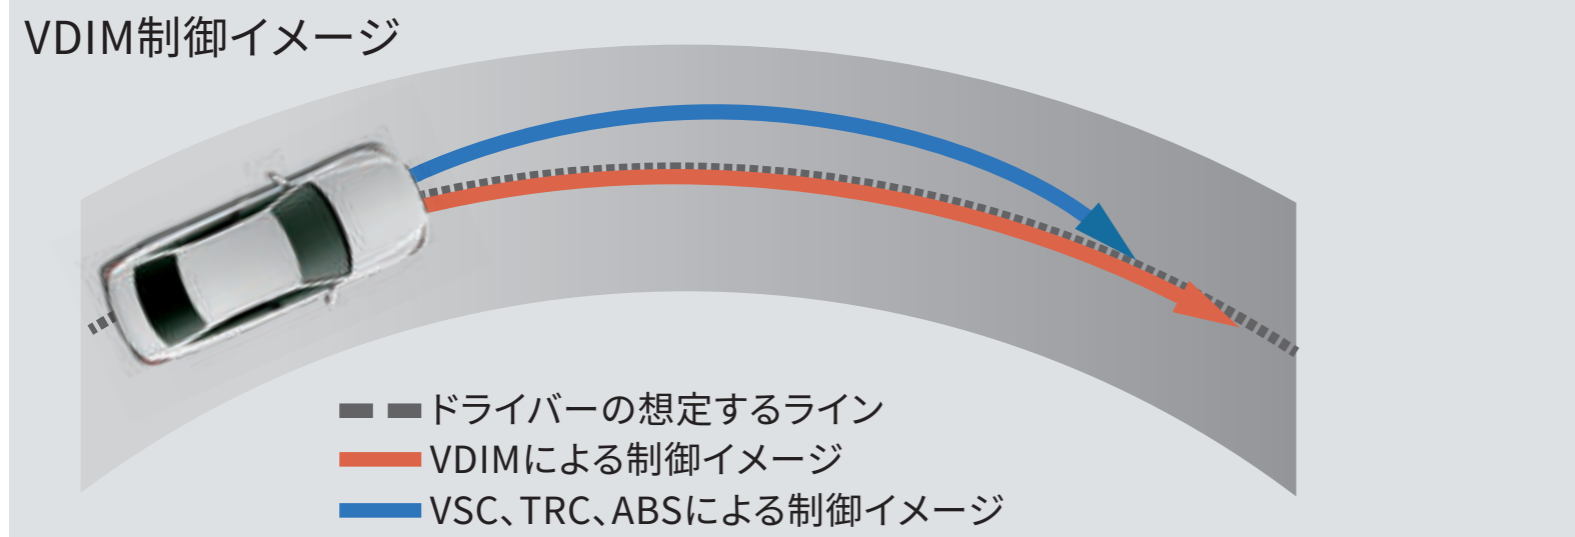 VDIM制御イメージ
ドライバーの想定するライン
VDIMによる制御イメージ
VSC、TRC、ABSによる制御イメージ